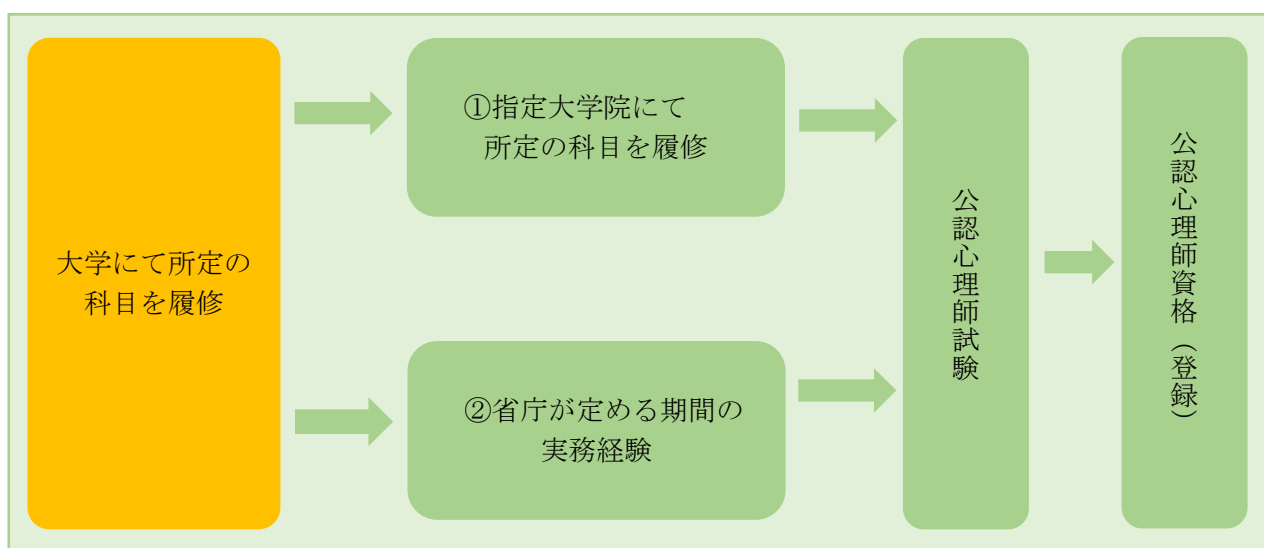 大学にて所定の
科目を履修
①指定大学院にて
所定の科目を履修
②省庁が定める期間の
実務経験
公認心理師試験
公認心理師資格（登録）